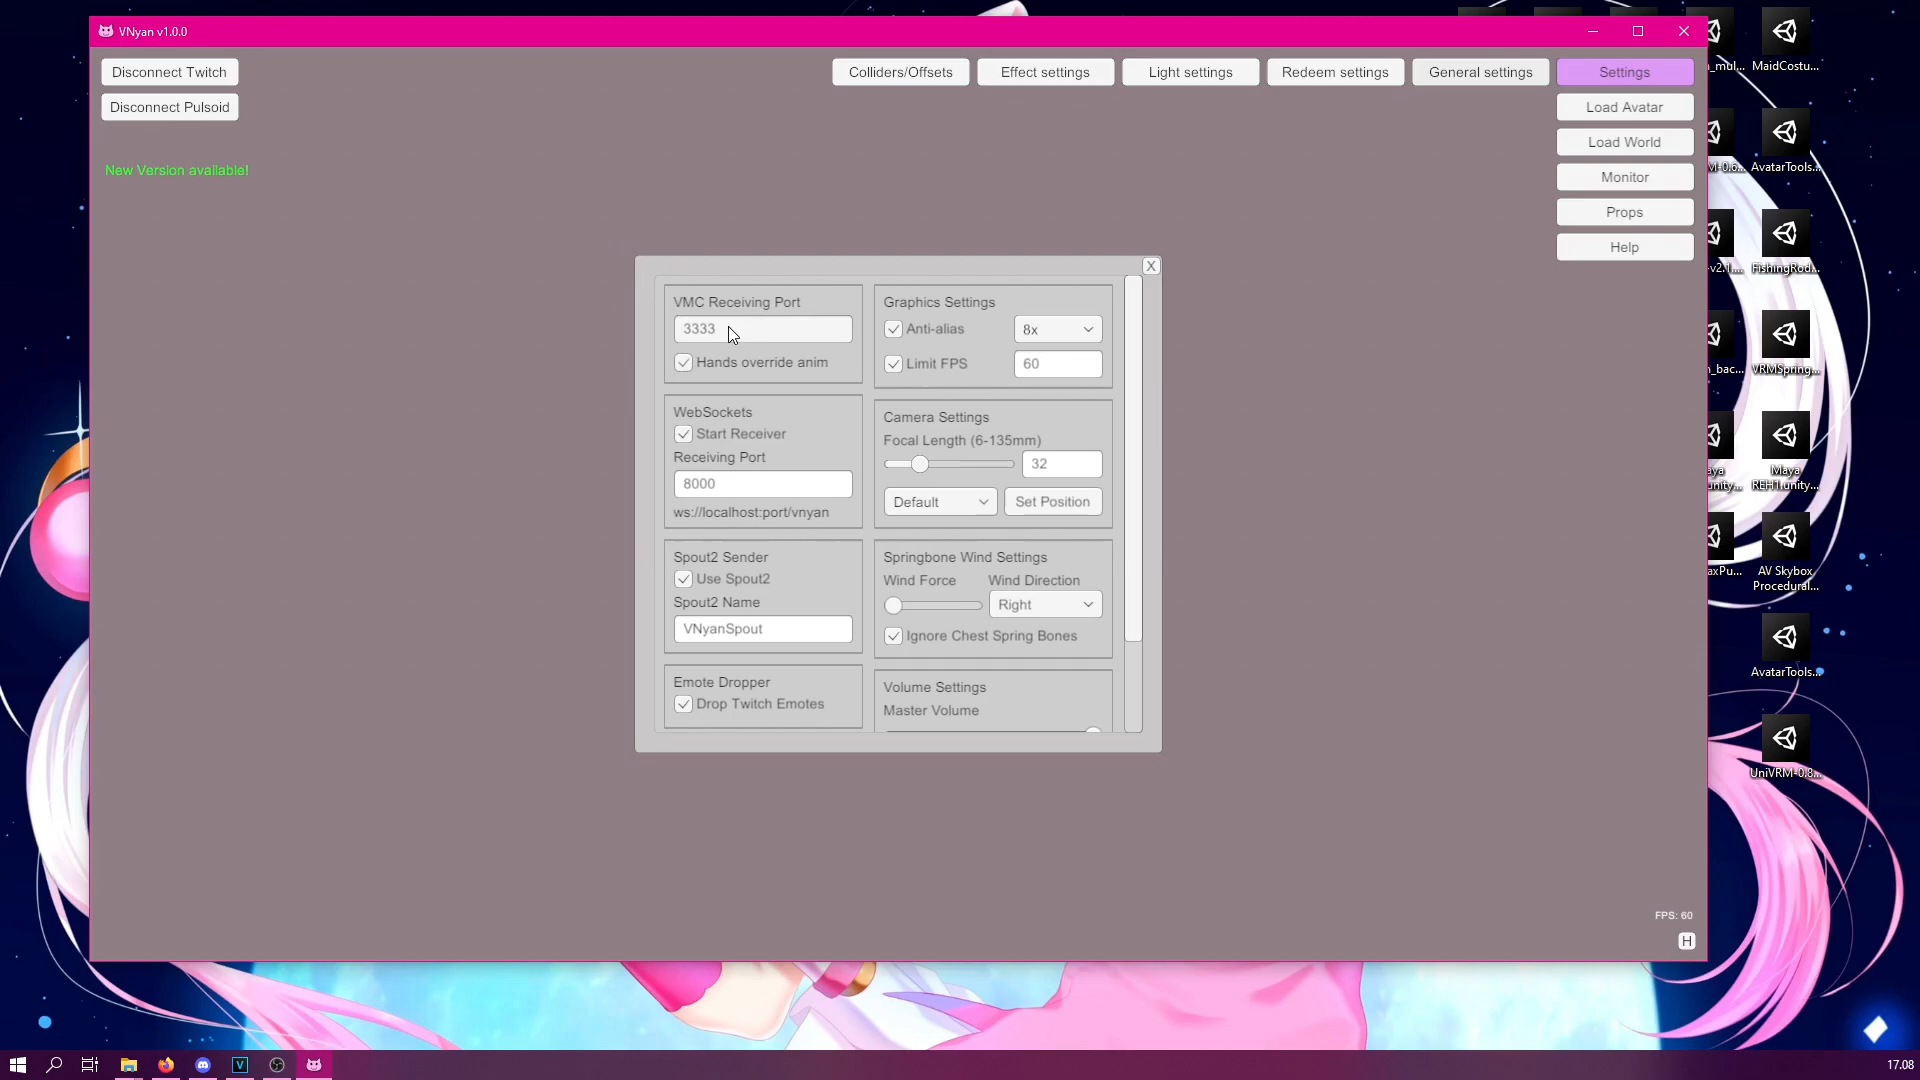 VNyan v1.0.0
Disconnect Twitch
Colliders/Offsets
Effect settings
Light settings
Redeem settings
General settings
Settings
Disconnect Pulsoid
Load Avatar
Load World
Monitor
Props
Help
New Version available!
X
VMC Receiving Port
3333
Hands override anim
WebSockets
Start Receiver
Receiving Port
8000
ws://localhost:port/vnyan
Spout2 Sender
Use Spout2
Spout2 Name
VNyanSpout
Emote Dropper
Drop Twitch Emotes
Graphics Settings
Anti-alias
8x
Limit FPS
60
Camera Settings
Focal Length (6-135mm)
32
Default
Set Position
Springbone Wind Settings
Wind Force
Wind Direction
Right
Ignore Chest Spring Bones
Volume Settings
Master Volume
FPS: 60
H
MaidCostu...
AvatarTools...
FishingRod...
VRMSpring...
Maya
REH1.unity...
AV Skybox
Procedural...
AvatarTools...
UniVRM-0.8...
17.08